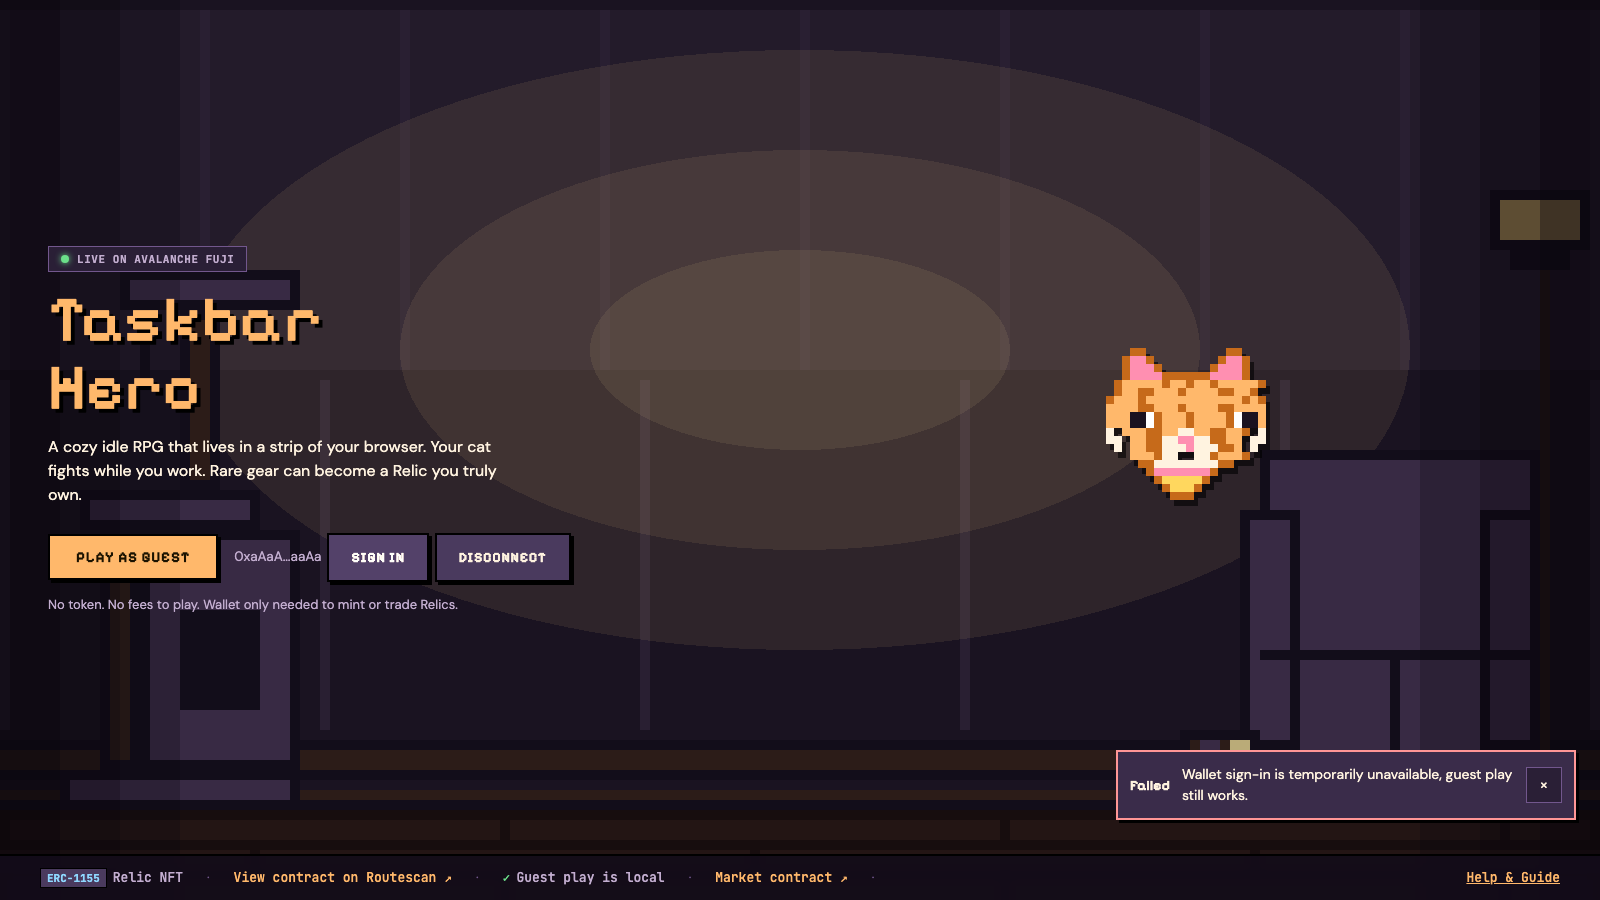 LIVE ON AVALANCHE FUJI
Taskbar
Hero
A cozy idle RPG that lives in a strip of your browser. Your cat
fights while you work. Rare gear can become a Relic you truly
own.
PLAY AS GUEST
0xaAaA…aaAa
SIGN IN
DISCONNECT
No token. No fees to play. Wallet only needed to mint or trade Relics.
Failed
Wallet sign-in is temporarily unavailable, guest play
still works.
×
ERC-1155 Relic NFT · View contract on Routescan ↗ · ✓ Guest play is local · Market contract ↗ ·
Help & Guide